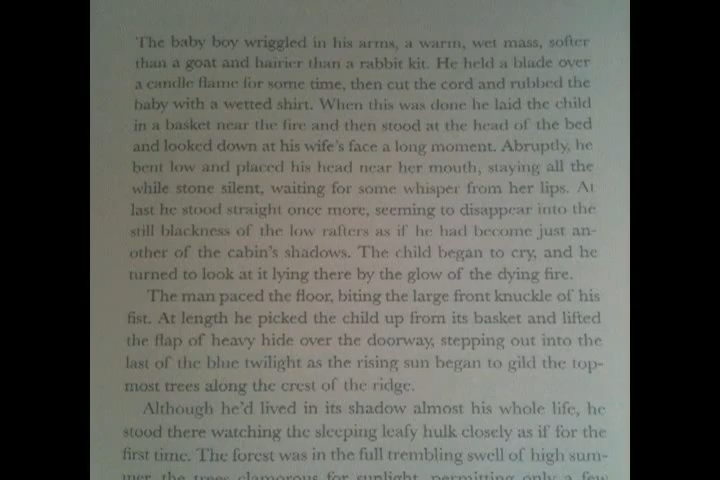 The baby boy wriggled in his arms, a warm, wet mass, softer
than a goat and hairier than a rabbit kit. He held a blade over
a candle flame for some time, then cut the cord and rubbed the
baby with a wetted shirt. When this was done he laid the child
in a basket near the fire and then stood at the head of the bed
and looked down at his wife's face a long moment. Abruptly, he
bent low and placed his head near her mouth, staying all the
while stone silent, waiting for some whisper from her lips. At
last he stood straight once more, seeming to disappear into the
still blackness of the low rafters as if he had become just an-
other of the cabin's shadows. The child began to cry, and he
turned to look at it lying there by the glow of the dying fire.
The man paced the floor, biting the large front knuckle of his
fist. At length he picked the child up from its basket and lifted
the flap of heavy hide over the doorway, stepping out into the
last of the blue twilight as the rising sun began to gild the top-
most trees along the crest of the ridge.
Although he'd lived in its shadow almost his whole life, he
stood there watching the sleeping leafy hulk closely as if for the
first time. The forest was in the full trembling swell of high sum-
mer, the trees clamorous for sunlight, permitting only a few